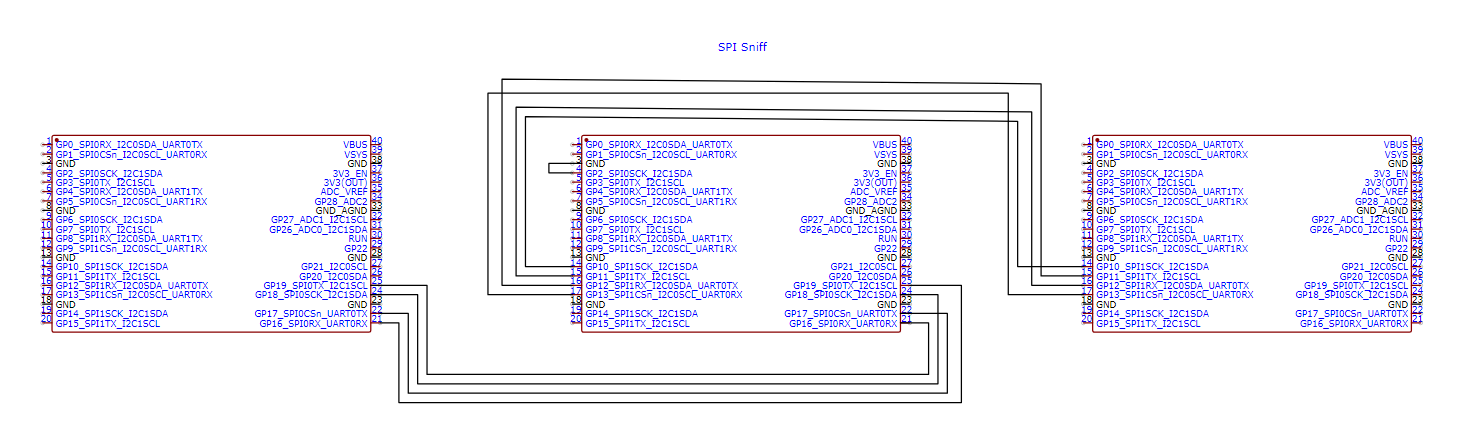 SPI Sniff
1 GP0_SPI0RX_I2C0SDA_UART0TX VBUS 40
2 GP1_SPI0CSn_I2C0SCL_UART0RX VSYS 39
3 GND GND 38
4 GP2_SPI0SCK_I2C1SDA 3V3_EN 37
5 GP3_SPI0TX_I2C1SCL 3V3(OUT) 36
6 GP4_SPI0RX_I2C0SDA_UART1TX ADC_VREF 35
7 GP5_SPI0CSn_I2C0SCL_UART1RX GP28_ADC2 34
8 GND GND_AGND 33
9 GP6_SPI0SCK_I2C1SDA GP27_ADC1_I2C1SCL 32
10 GP7_SPI0TX_I2C1SCL GP26_ADC0_I2C1SDA 31
11 GP8_SPI1RX_I2C0SDA_UART1TX RUN 30
12 GP9_SPI1CSn_I2C0SCL_UART1RX GP22 29
13 GND GND 28
14 GP10_SPI1SCK_I2C1SDA GP21_I2C0SCL 27
15 GP11_SPI1TX_I2C1SCL GP20_I2C0SDA 26
16 GP12_SPI1RX_I2C0SDA_UART0TX GP19_SPI0TX_I2C1SCL 25
17 GP13_SPI1CSn_I2C0SCL_UART0RX GP18_SPI0SCK_I2C1SDA 24
18 GND GND 23
19 GP14_SPI1SCK_I2C1SDA GP17_SPI0CSn_UART0TX 22
20 GP15_SPI1TX_I2C1SCL GP16_SPI0RX_UART0RX 21
1 GP0_SPI0RX_I2C0SDA_UART0TX VBUS 40
2 GP1_SPI0CSn_I2C0SCL_UART0RX VSYS 39
3 GND GND 38
4 GP2_SPI0SCK_I2C1SDA 3V3_EN 37
5 GP3_SPI0TX_I2C1SCL 3V3(OUT) 36
6 GP4_SPI0RX_I2C0SDA_UART1TX ADC_VREF 35
7 GP5_SPI0CSn_I2C0SCL_UART1RX GP28_ADC2 34
8 GND GND_AGND 33
9 GP6_SPI0SCK_I2C1SDA GP27_ADC1_I2C1SCL 32
10 GP7_SPI0TX_I2C1SCL GP26_ADC0_I2C1SDA 31
11 GP8_SPI1RX_I2C0SDA_UART1TX RUN 30
12 GP9_SPI1CSn_I2C0SCL_UART1RX GP22 29
13 GND GND 28
14 GP10_SPI1SCK_I2C1SDA GP21_I2C0SCL 27
15 GP11_SPI1TX_I2C1SCL GP20_I2C0SDA 26
16 GP12_SPI1RX_I2C0SDA_UART0TX GP19_SPI0TX_I2C1SCL 25
17 GP13_SPI1CSn_I2C0SCL_UART0RX GP18_SPI0SCK_I2C1SDA 24
18 GND GND 23
19 GP14_SPI1SCK_I2C1SDA GP17_SPI0CSn_UART0TX 22
20 GP15_SPI1TX_I2C1SCL GP16_SPI0RX_UART0RX 21
1 GP0_SPI0RX_I2C0SDA_UART0TX VBUS 40
2 GP1_SPI0CSn_I2C0SCL_UART0RX VSYS 39
3 GND GND 38
4 GP2_SPI0SCK_I2C1SDA 3V3_EN 37
5 GP3_SPI0TX_I2C1SCL 3V3(OUT) 36
6 GP4_SPI0RX_I2C0SDA_UART1TX ADC_VREF 35
7 GP5_SPI0CSn_I2C0SCL_UART1RX GP28_ADC2 34
8 GND GND_AGND 33
9 GP6_SPI0SCK_I2C1SDA GP27_ADC1_I2C1SCL 32
10 GP7_SPI0TX_I2C1SCL GP26_ADC0_I2C1SDA 31
11 GP8_SPI1RX_I2C0SDA_UART1TX RUN 30
12 GP9_SPI1CSn_I2C0SCL_UART1RX GP22 29
13 GND GND 28
14 GP10_SPI1SCK_I2C1SDA GP21_I2C0SCL 27
15 GP11_SPI1TX_I2C1SCL GP20_I2C0SDA 26
16 GP12_SPI1RX_I2C0SDA_UART0TX GP19_SPI0TX_I2C1SCL 25
17 GP13_SPI1CSn_I2C0SCL_UART0RX GP18_SPI0SCK_I2C1SDA 24
18 GND GND 23
19 GP14_SPI1SCK_I2C1SDA GP17_SPI0CSn_UART0TX 22
20 GP15_SPI1TX_I2C1SCL GP16_SPI0RX_UART0RX 21